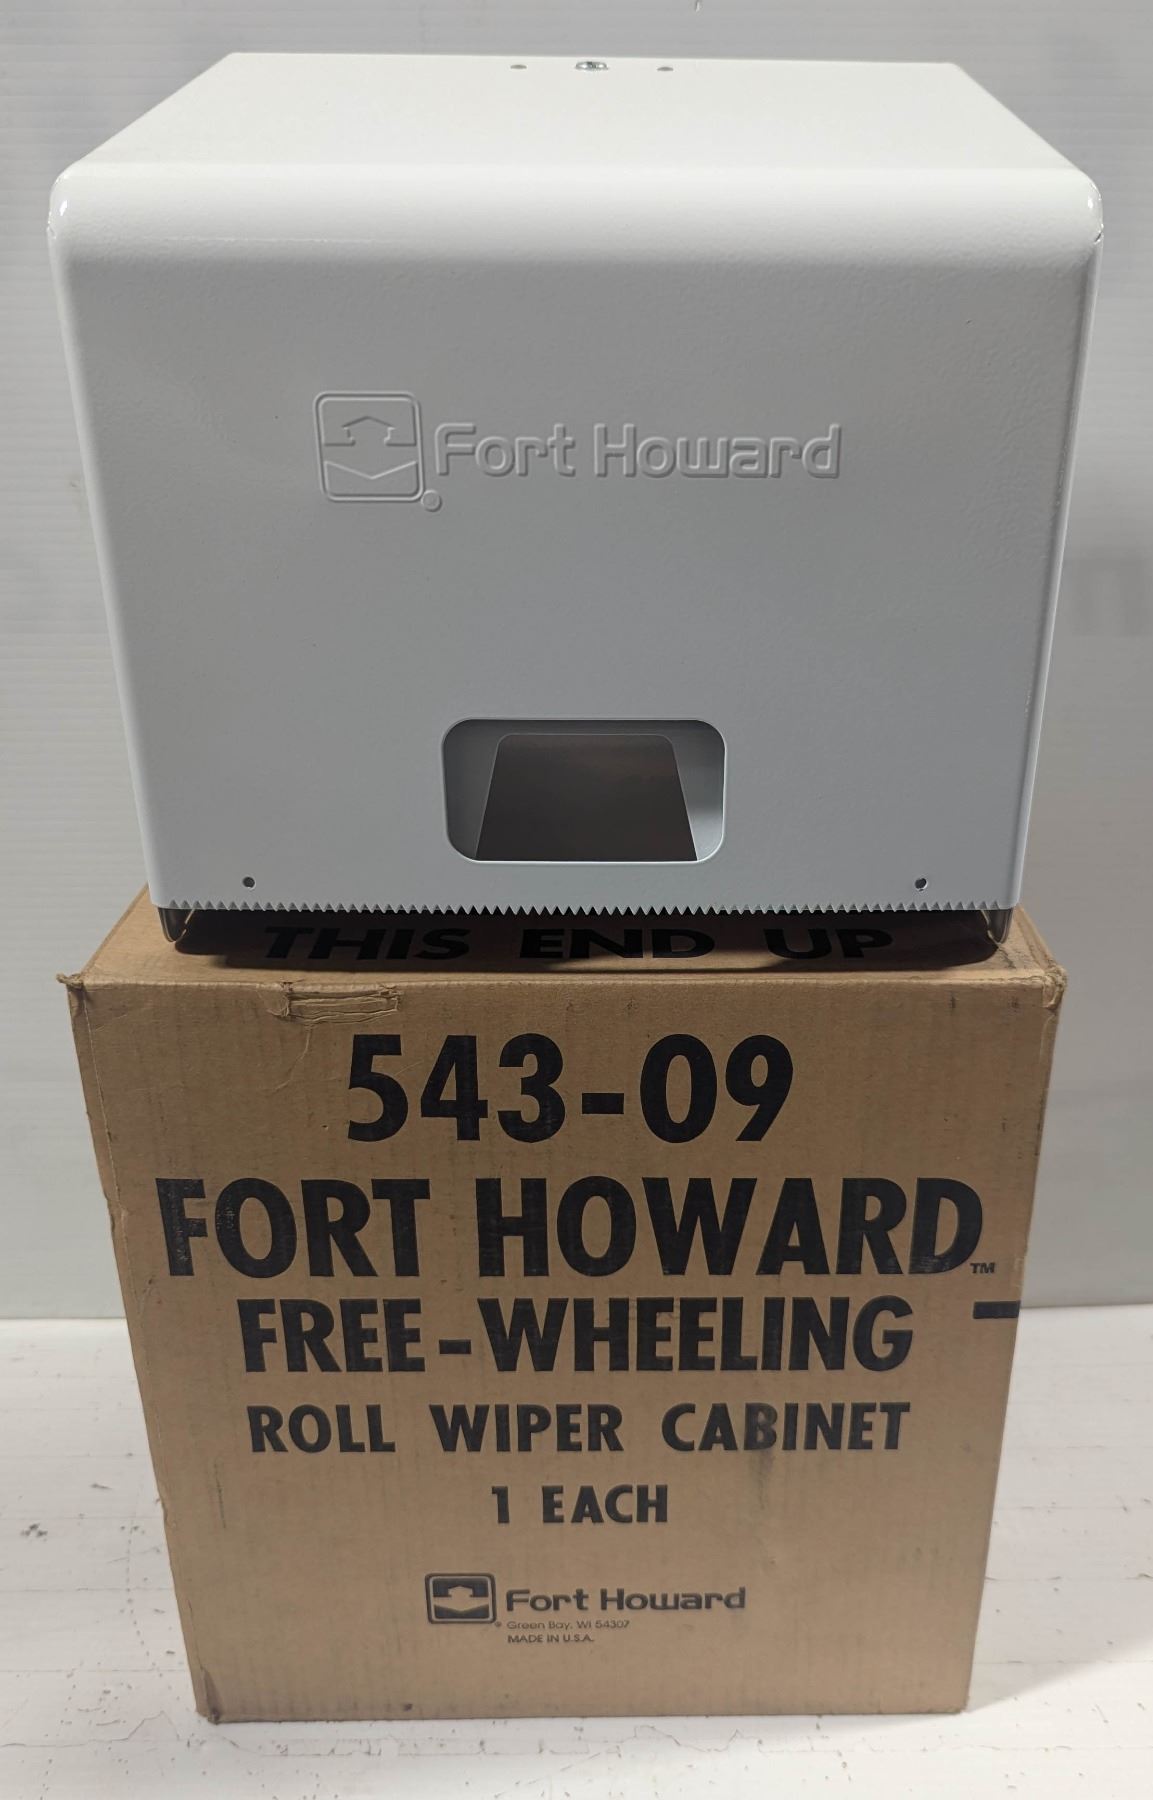 Fort Howard
THIS END UP
543-09
FORT HOWARD™
FREE-WHEELING
ROLL WIPER CABINET
1 EACH
Fort Howard
Green Bay, WI 54307
MADE IN U.S.A.